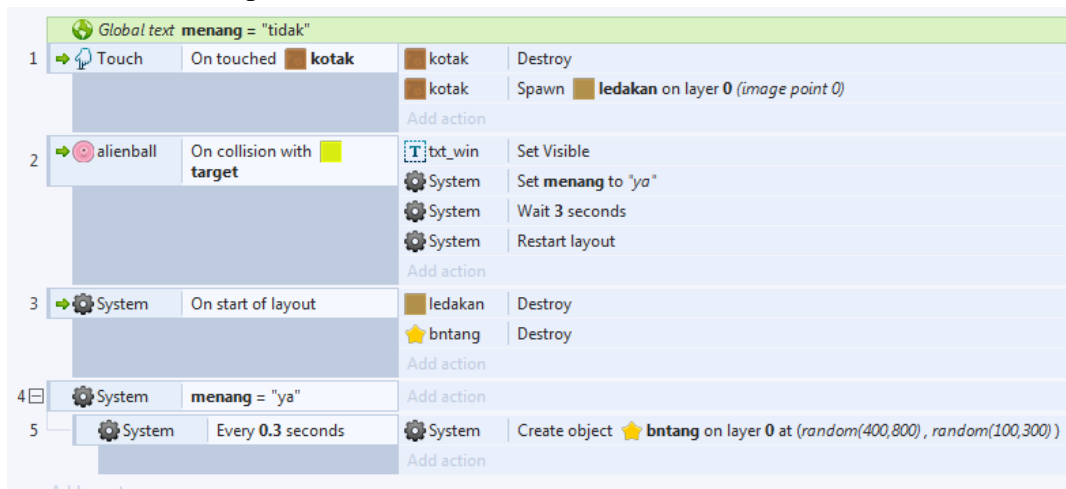 Global text menang = "tidak"
1 Touch On touched kotak kotak Destroy
kotak Spawn ledakan on layer 0 (image point 0)
Add action
2 alienball On collision with target T txt_win Set Visible
System Set menang to "ya"
System Wait 3 seconds
System Restart layout
Add action
3 System On start of layout ledakan Destroy
bntang Destroy
Add action
4 System menang = "ya" Add action
5 System Every 0.3 seconds System Create object bntang on layer 0 at (random(400,800) , random(100,300))
Add action